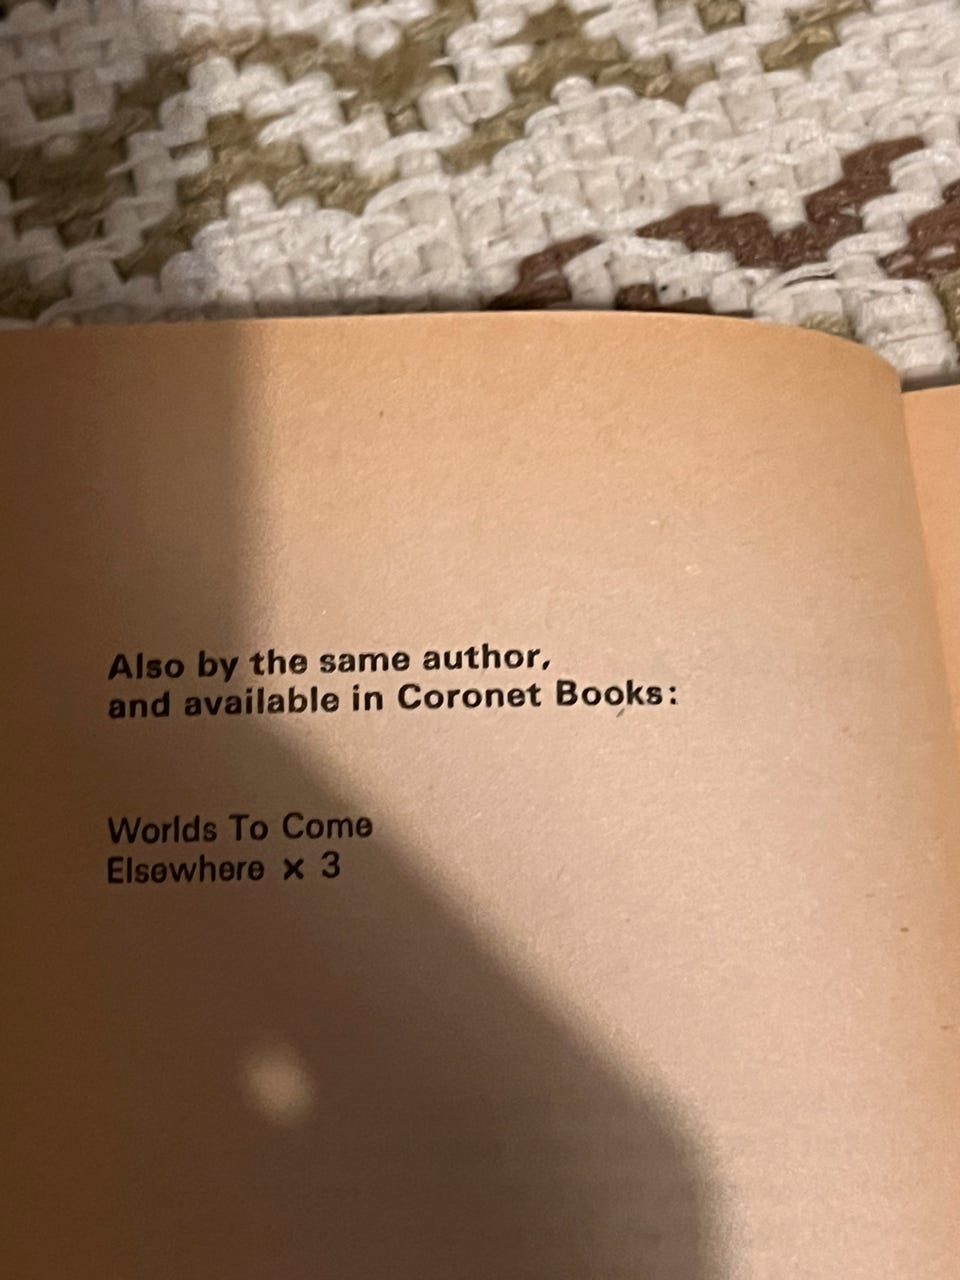 Also by the same author,
and available in Coronet Books:
Worlds To Come
Elsewhere x 3